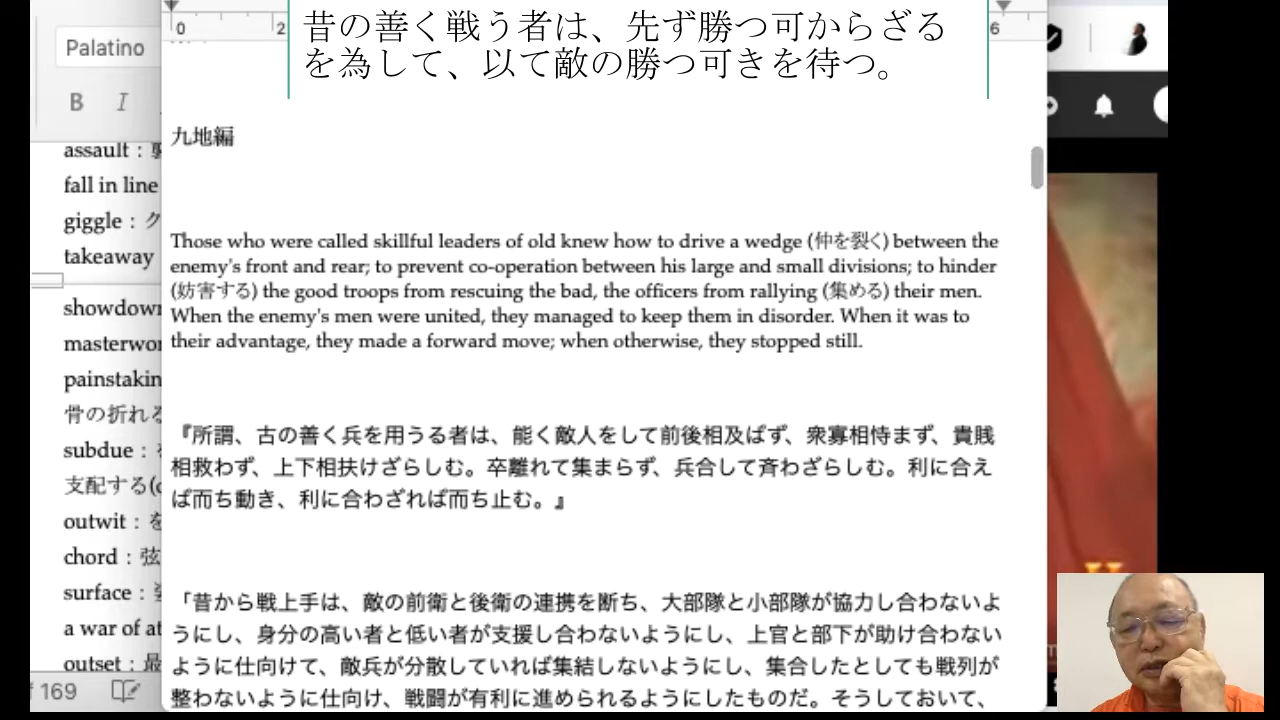 昔の善く戦う者は、先ず勝つ可からざる
を為して、以て敵の勝つ可きを待つ。
0
2
6
Palatino
B I
九地編
assault：
fall in line
giggle：ク
takeaway
Those who were called skillful leaders of old knew how to drive a wedge (仲を裂く) between the
enemy's front and rear; to prevent co-operation between his large and small divisions; to hinder
(妨害する) the good troops from rescuing the bad, the officers from rallying (集める) their men.
When the enemy's men were united, they managed to keep them in disorder. When it was to
their advantage, they made a forward move; when otherwise, they stopped still.
showdown
masterwor
painstakin
骨の折れる
subdue：
支配する(
outwit：を
chord：弦
surface：
a war of at
outset：最
『所謂、古の善く兵を用うる者は、能く敵人をして前後相及ばず、衆寡相恃まず、貴賎
相救わず、上下相扶けざらしむ。卒離れて集まらず、兵合して斉わざらしむ。利に合え
ば而ち動き、利に合わざれば而ち止む。』
「昔から戦上手は、敵の前衛と後衛の連携を断ち、大部隊と小部隊が協力し合わないよ
うにし、身分の高い者と低い者が支援し合わないようにし、上官と部下が助け合わない
ように仕向けて、敵兵が分散していれば集結しないようにし、集合したとしても戦列が
整わないように仕向け、戦闘が有利に進められるようにしたものだ。そうしておいて、
f 169